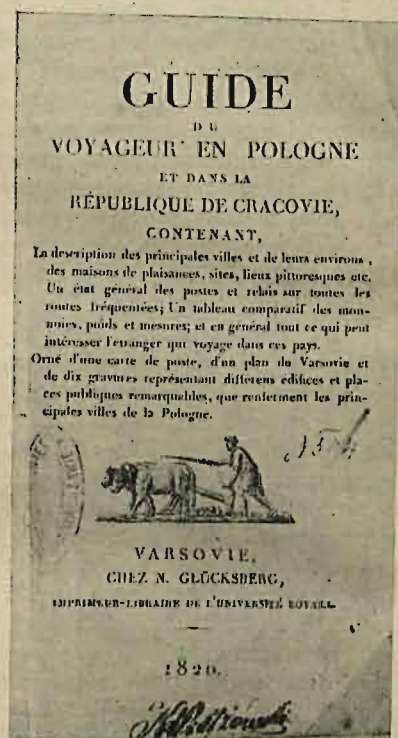 GUIDE
DU
VOYAGEUR EN POLOGNE
ET DANS LA
RÉPUBLIQUE DE CRACOVIE,
CONTENANT,
La description des principales villes et de leurs environs,
des maisons de plaisances, sites, lieux pittoresques etc.
Un état général des postes et relais sur toutes les
routes fréquentées; Un tableau comparatif des mon-
noies, poids et mesures; et en général tout ce qui peut
intéresser l'etranger qui voyage dans ces pays.
Orné d'une carte de poste, d'un plan de Varsovie et
de dix gravures représentant différens édifices et pla-
ces publiques remarquables, que renferment les prin-
cipales villes de la Pologne.
VARSOVIE,
CHEZ N. GLÜCKSBERG,
IMPRIMEUR-LIBRAIRE DE L'UNIVERSITÉ ROYALE.
1820.